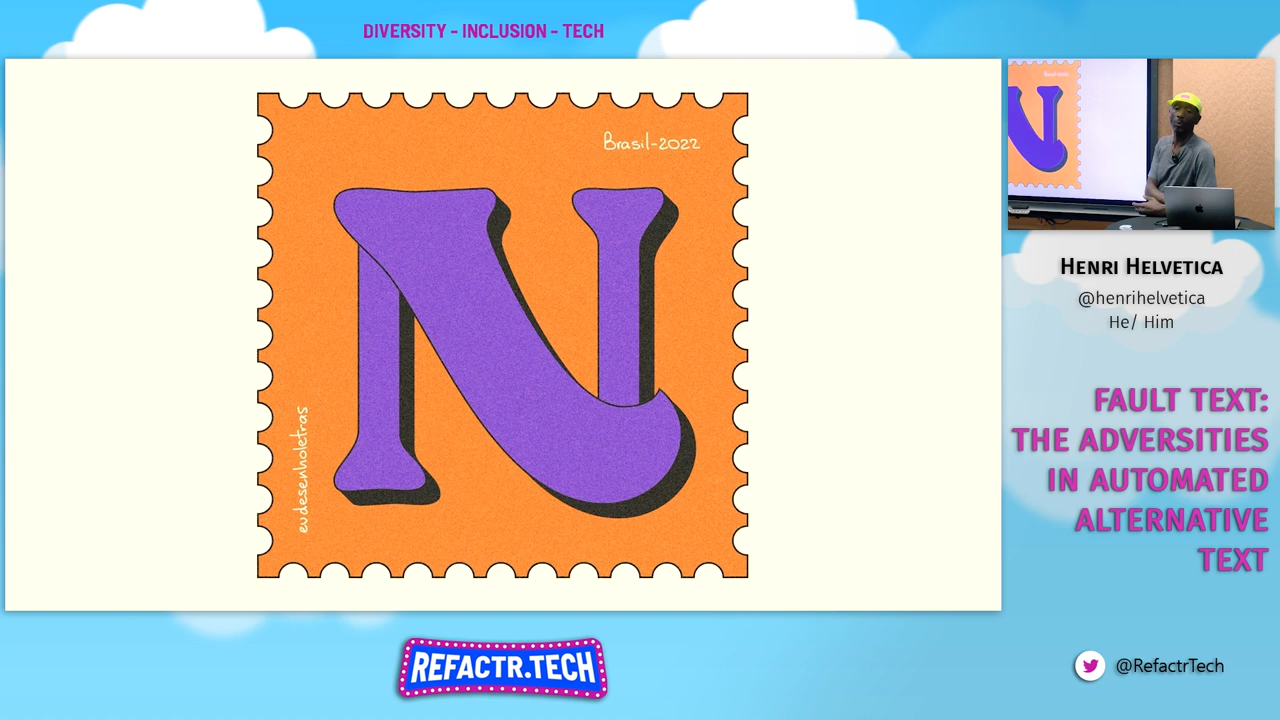 DIVERSITY - INCLUSION - TECH
Brasil-2022
N
eudesenholetras
HENRI HELVETICA
@henrihelvetica
He/ Him
FAULT TEXT:
THE ADVERSITIES
IN AUTOMATED
ALTERNATIVE
TEXT
REFACTR.TECH
@RefactrTech